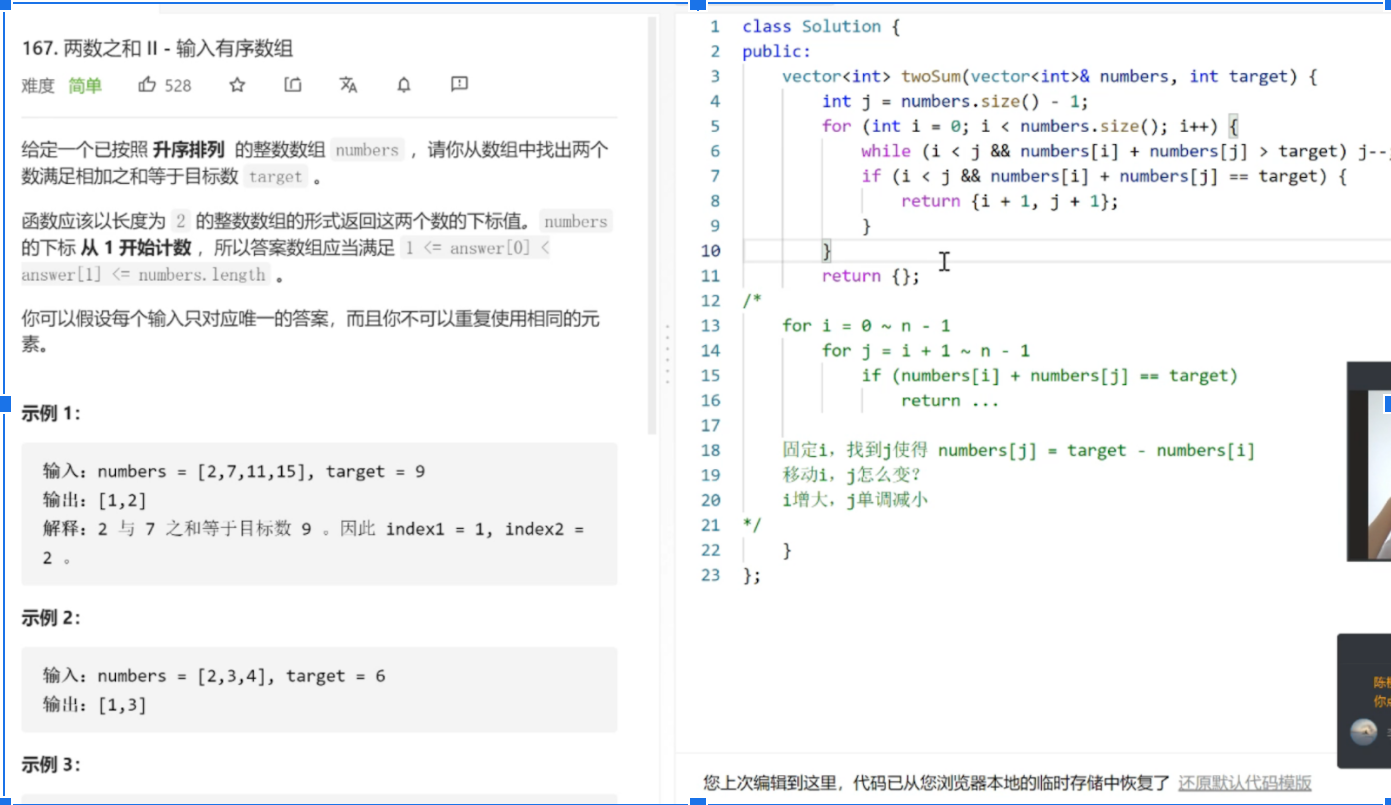 167. 两数之和 II - 输入有序数组
难度 简单 528
给定一个已按照 升序排列 的整数数组 numbers ，请你从数组中找出两个
数满足相加之和等于目标数 target 。
函数应该以长度为 2 的整数数组的形式返回这两个数的下标值。numbers
的下标 从 1 开始计数 ，所以答案数组应当满足 1 <= answer[0] <
answer[1] <= numbers.length 。
你可以假设每个输入只对应唯一的答案，而且你不可以重复使用相同的元
素。
示例 1：
输入：numbers = [2,7,11,15], target = 9
输出：[1,2]
解释：2 与 7 之和等于目标数 9 。因此 index1 = 1, index2 =
2 。
示例 2：
输入：numbers = [2,3,4], target = 6
输出：[1,3]
示例 3：
1 class Solution {
2 public:
3 vector<int> twoSum(vector<int>& numbers, int target) {
4 int j = numbers.size() - 1;
5 for (int i = 0; i < numbers.size(); i++) {
6 while (i < j && numbers[i] + numbers[j] > target) j--;
7 if (i < j && numbers[i] + numbers[j] == target) {
8 return {i + 1, j + 1};
9 }
10 }
11 return {};
12 /*
13 for i = 0 ~ n - 1
14 for j = i + 1 ~ n - 1
15 if (numbers[i] + numbers[j] == target)
16 return ...
17
18 固定i，找到j使得 numbers[j] = target - numbers[i]
19 移动i，j怎么变？
20 i增大，j单调减小
21 */
22 }
23 };
您上次编辑到这里，代码已从您浏览器本地的临时存储中恢复了 还原默认代码模版